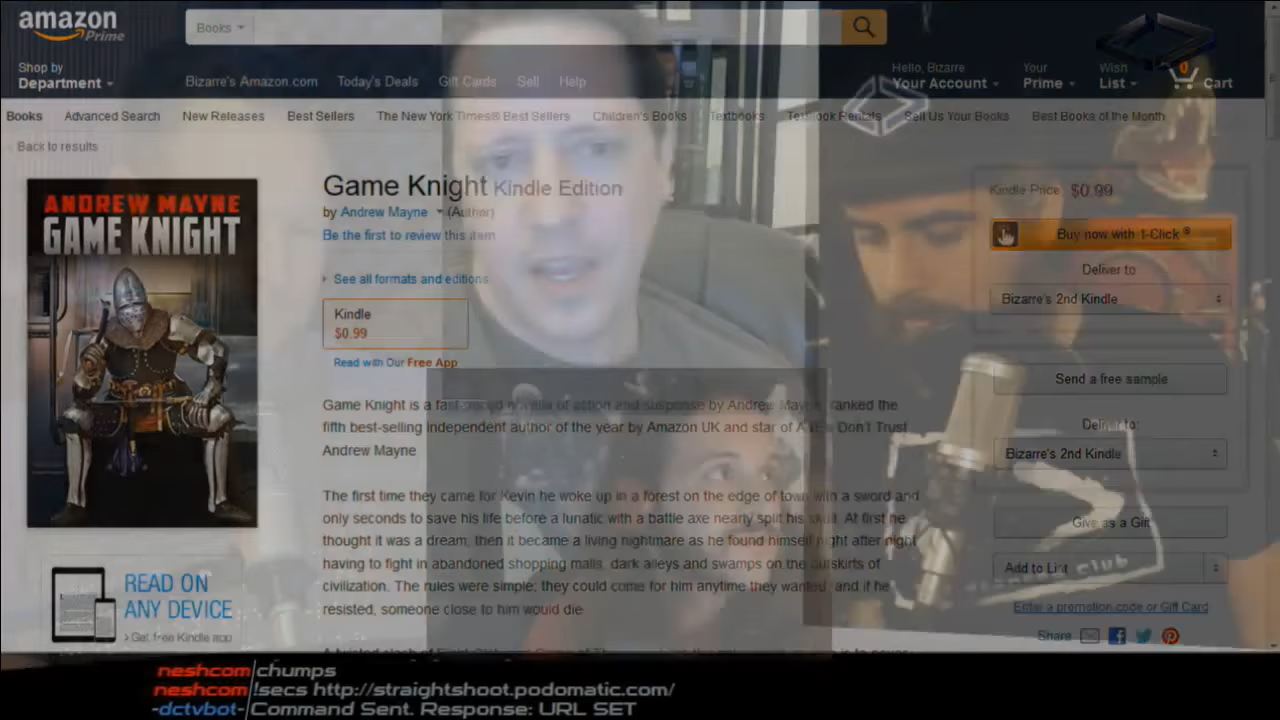 amazon
Prime
Books
Shop by
Department
Bizarre's Amazon.com
Today's Deals
Gift Cards
Sell
Help
Hello, Bizarre
Your Account
Your
Prime
Wish
List
0
Cart
Books
Advanced Search
New Releases
Best Sellers
The New York Times® Best Sellers
Children's Books
Textbooks
Textbook Rentals
Sell Us Your Books
Best Books of the Month
Back to results
ANDREW MAYNE
GAME KNIGHT
READ ON
ANY DEVICE
› Get free Kindle app
Game Knight Kindle Edition
by Andrew Mayne (Author)
Be the first to review this item
See all formats and editions
Kindle
$0.99
Read with Our Free App
Game Knight is a fast-paced novella of action and suspense by Andrew Mayne, ranked the
fifth best-selling independent author of the year by Amazon UK and star of A&E's Don't Trust
Andrew Mayne
The first time they came for Kevin he woke up in a forest on the edge of town with a sword and
only seconds to save his life before a lunatic with a battle axe nearly split his skull. At first he
thought it was a dream, then it became a living nightmare as he found himself night after night
having to fight in abandoned shopping malls, dark alleys and swamps on the outskirts of
civilization. The rules were simple; they could come for him anytime they wanted, and if he
resisted, someone close to him would die
Kindle Price $0.99
Buy now with 1-Click®
Deliver to
Bizarre's 2nd Kindle
Send a free sample
Deliver to:
Bizarre's 2nd Kindle
Give as a Gift
Add to List
Enter a promotion code or Gift Card
Share
club
neshcom chumps
neshcom !secs http://straightshoot.podomatic.com/
-dctvbot- Command Sent. Response: URL SET